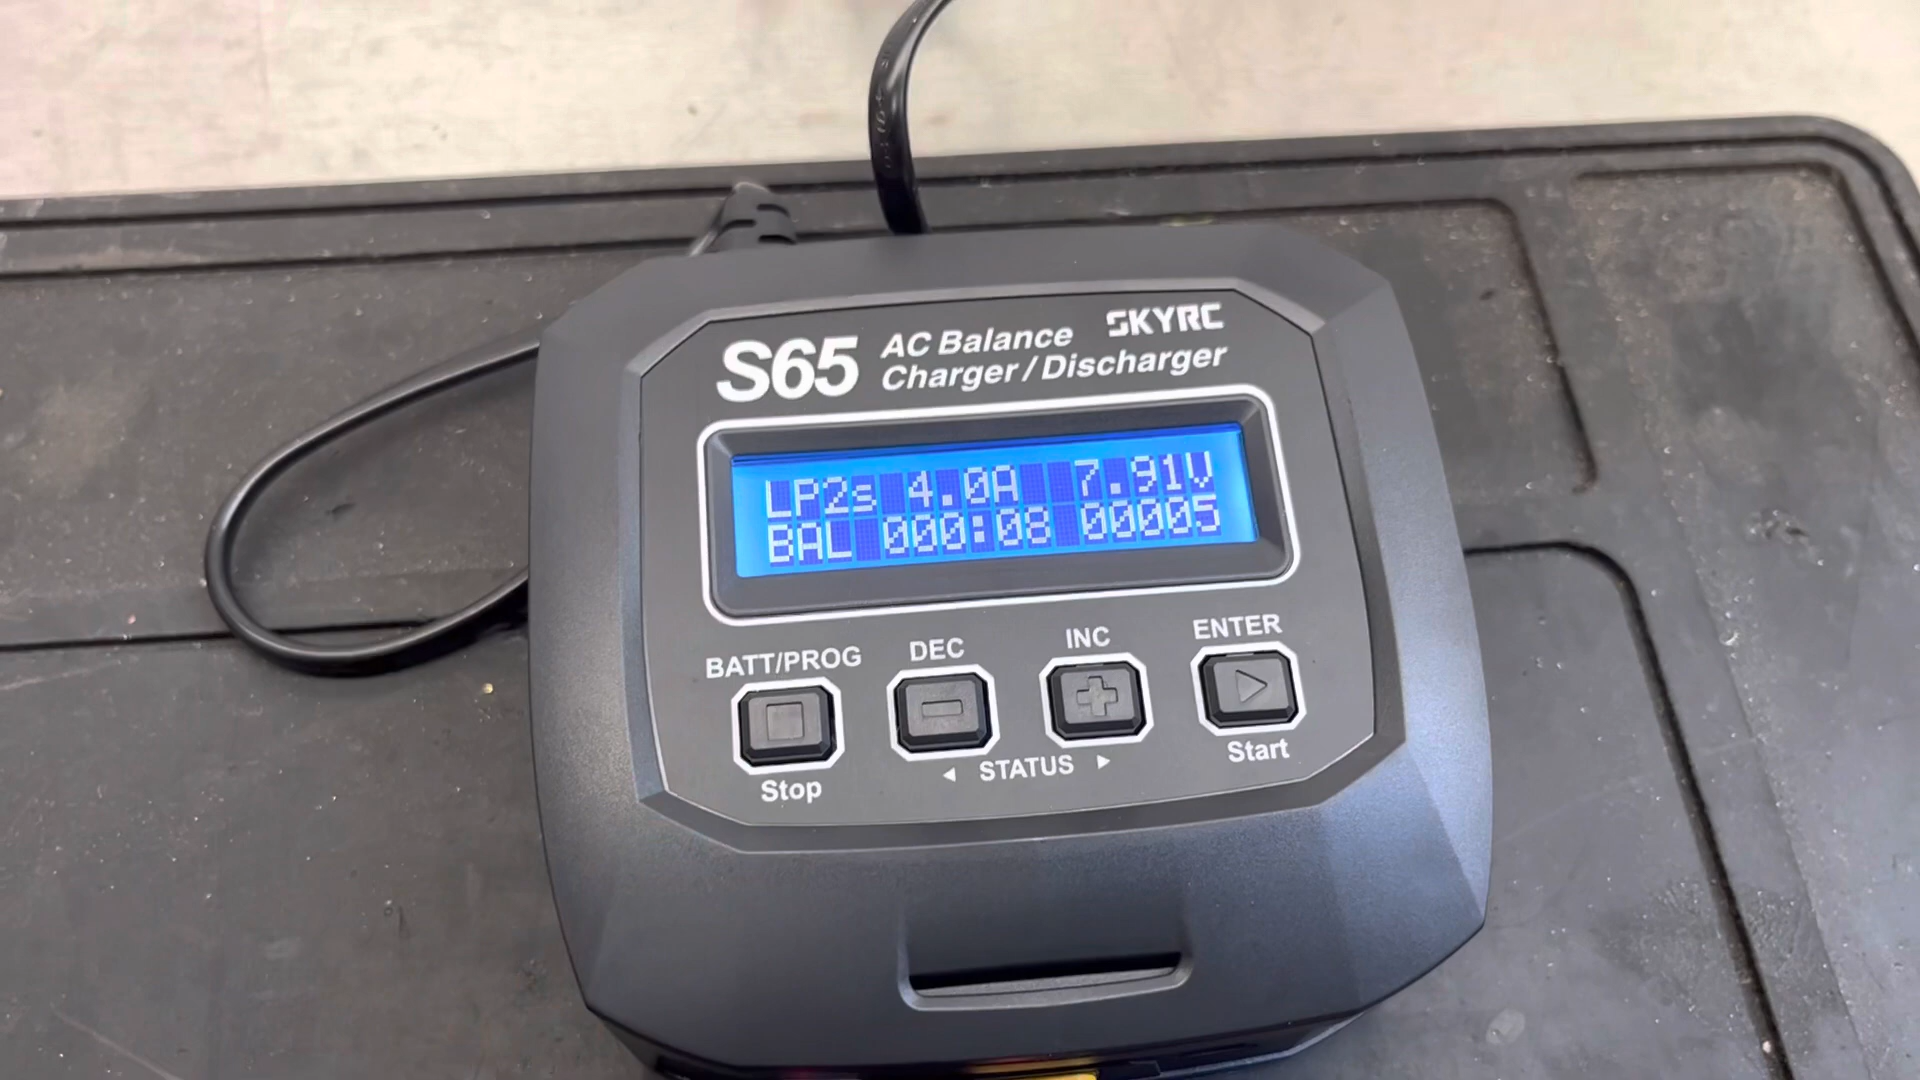 SKYRC
S65 AC Balance
Charger / Discharger
LP2s 4.0A 7.91V
BAL 000:08 00005
BATT/PROG DEC INC ENTER
Stop ◄ STATUS ► Start